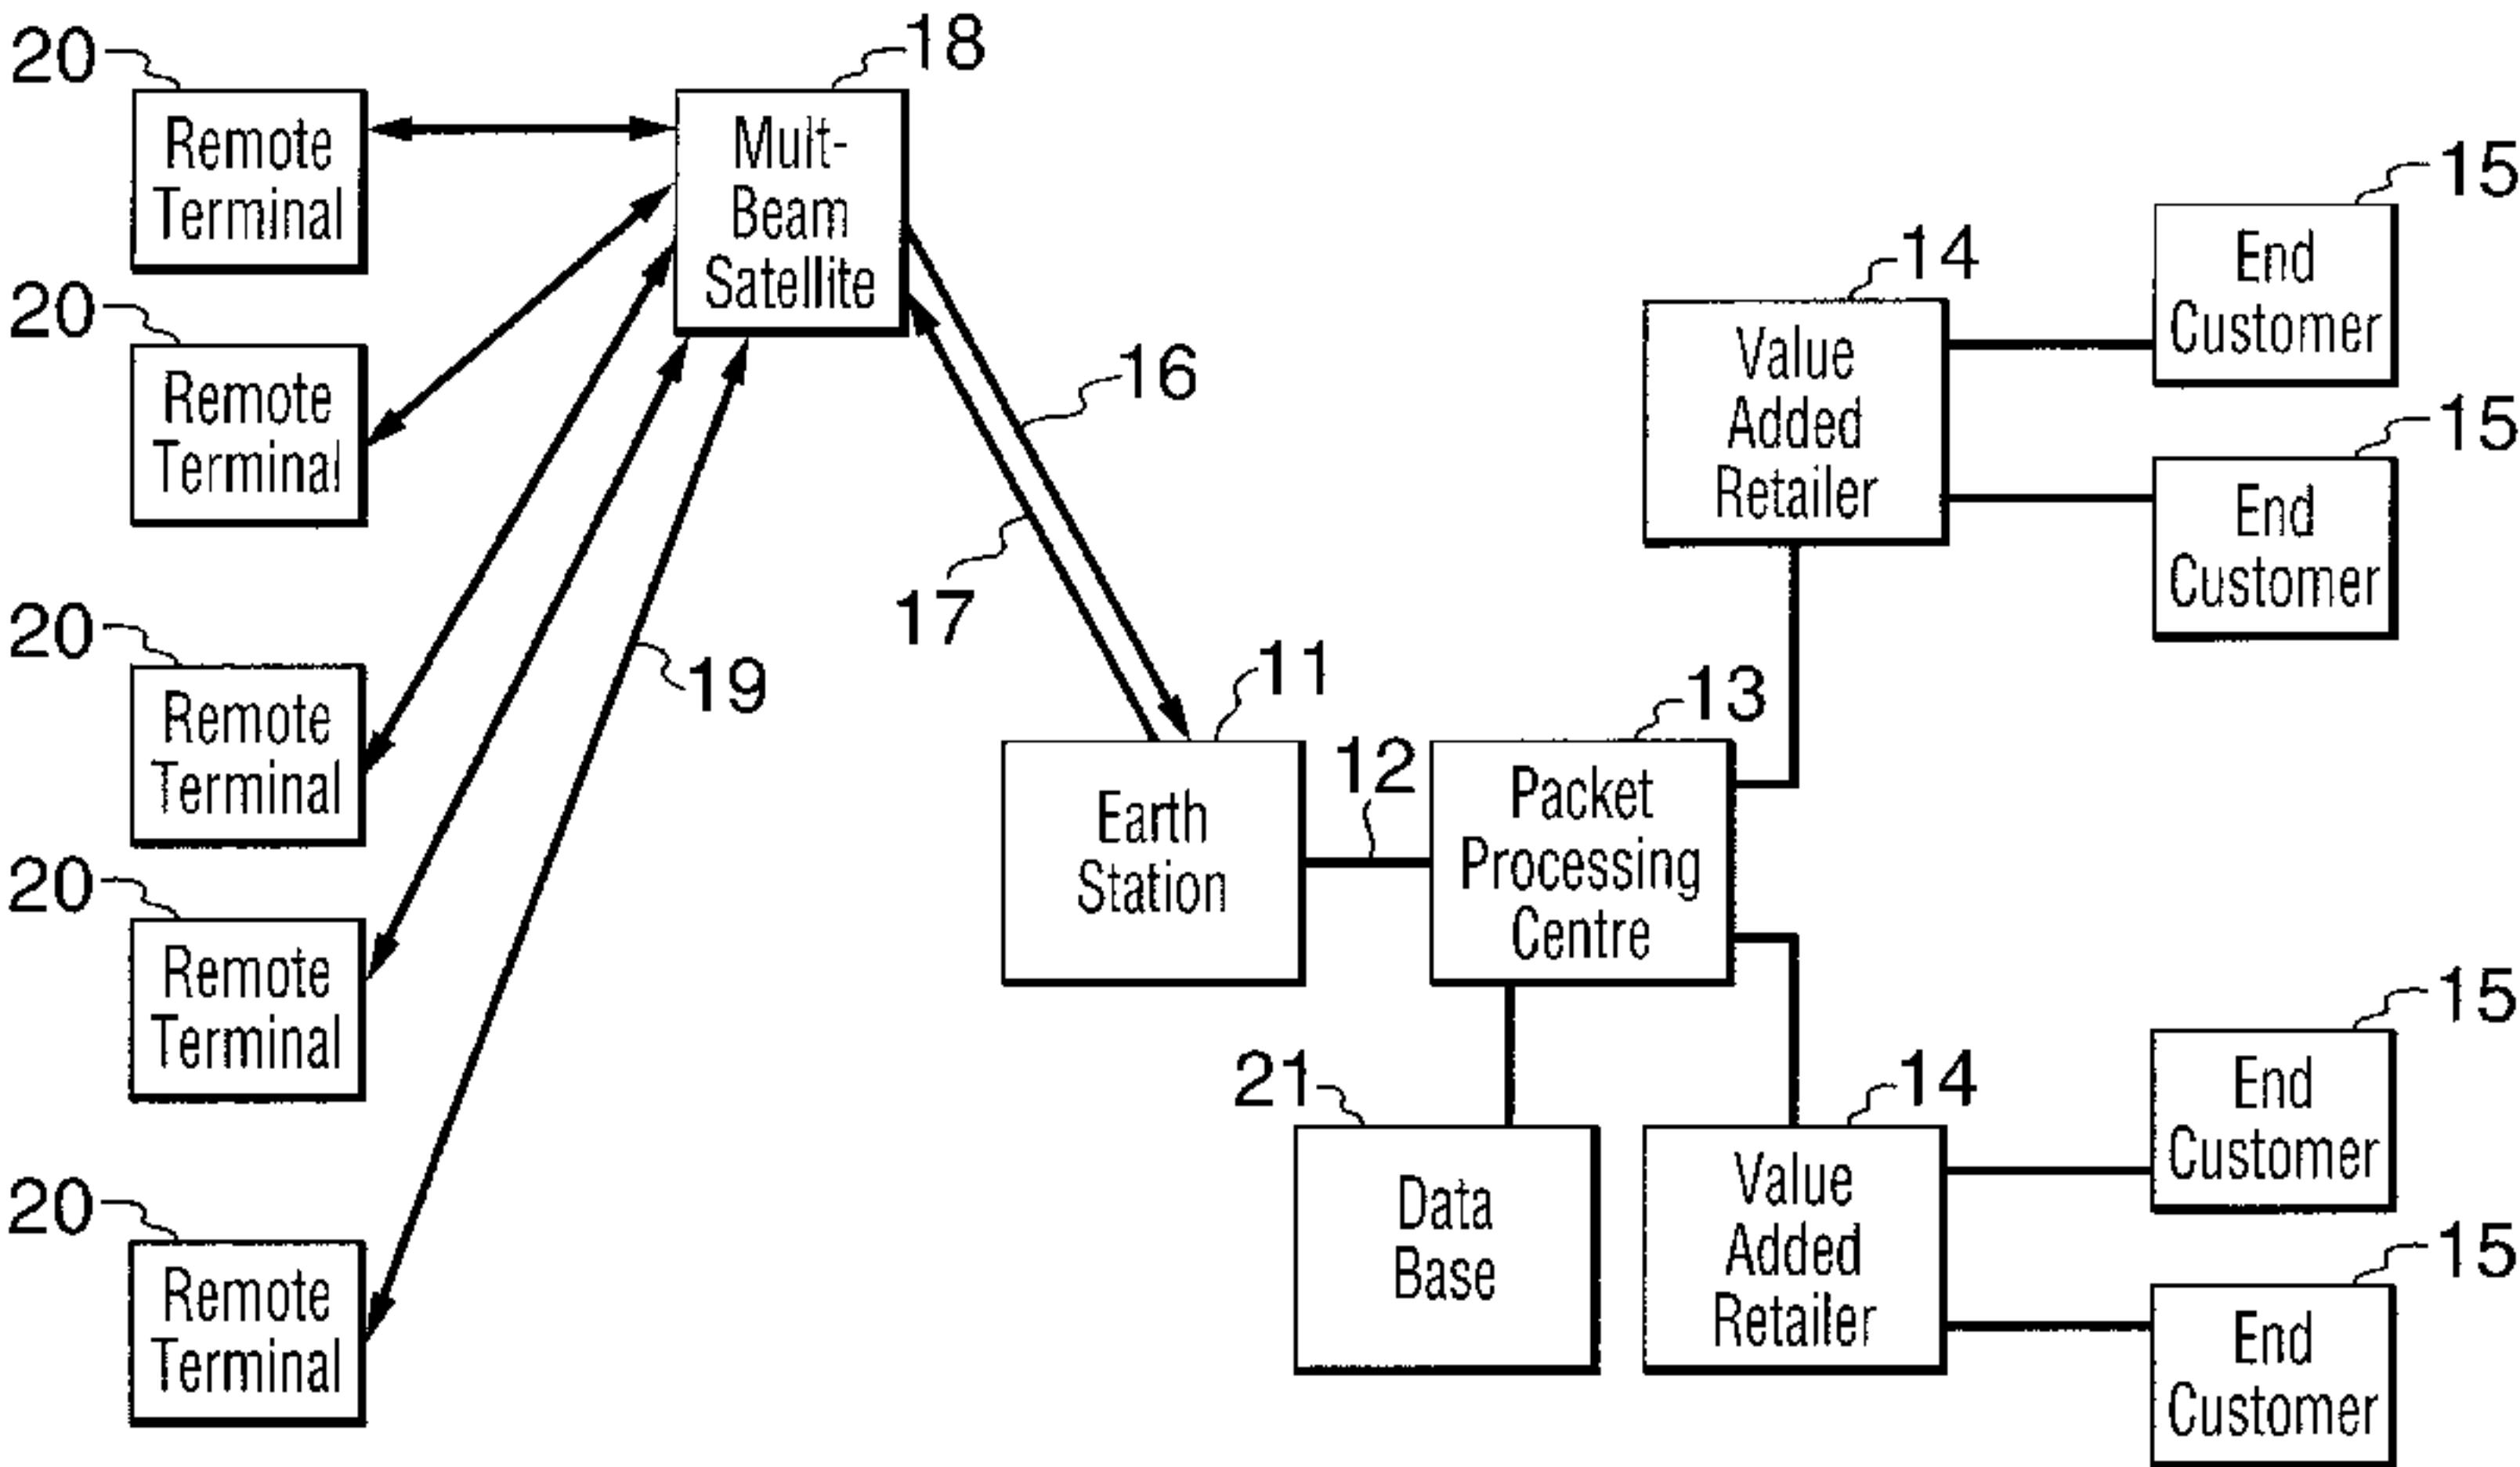 20
Remote
Terminal
18
Mult-
Beam
Satellite
20
Remote
Terminal
20
Remote
Terminal
20
Remote
Terminal
20
Remote
Terminal
19
16
17
11
Earth
Station
12
13
Packet
Processing
Centre
21
Data
Base
14
Value
Added
Retailer
15
End
Customer
15
End
Customer
14
Value
Added
Retailer
15
End
Customer
15
End
Customer